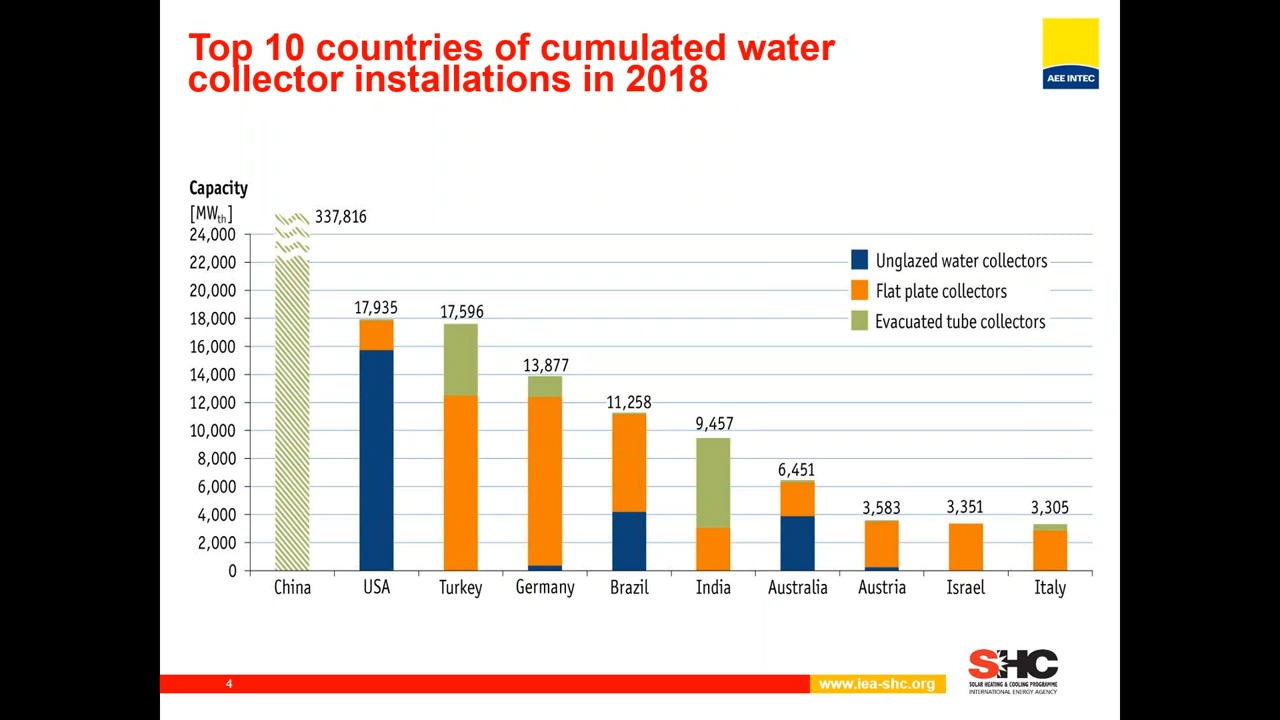 Top 10 countries of cumulated water
collector installations in 2018
AEE INTEC
Capacity
[MWth]
337,816
24,000
22,000
20,000
18,000
16,000
14,000
12,000
10,000
8,000
6,000
4,000
2,000
0
Unglazed water collectors
Flat plate collectors
Evacuated tube collectors
17,935
17,596
13,877
11,258
9,457
6,451
3,583
3,351
3,305
China USA Turkey Germany Brazil India Australia Austria Israel Italy
4
www.iea-shc.org
SHC
SOLAR HEATING & COOLING PROGRAMME
INTERNATIONAL ENERGY AGENCY